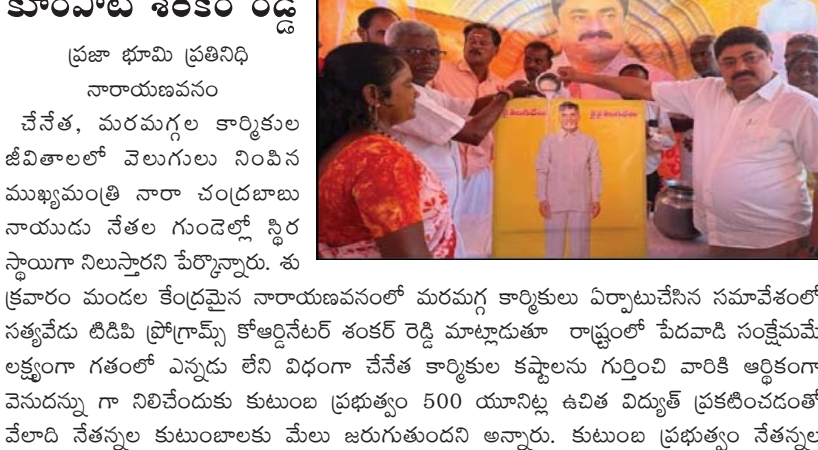 కూరపాటి శంకర్ రెడ్డి
ప్రజా భూమి ప్రతినిధి
నారాయణవనం
చేనేత, మరమగ్గల కార్మికుల
జీవితాలలో వెలుగులు నింపిన
ముఖ్యమంత్రి నారా చంద్రబాబు
నాయుడు నేతల గుండెల్లో స్థిర
స్థాయిగా నిలుస్తారని పేర్కొన్నారు. శు
క్రవారం మండల కేంద్రమైన నారాయణవనంలో మరమగ్గ కార్మికులు ఏర్పాటుచేసిన సమావేశంలో
సత్యవేడు టిడిపి ప్రోగ్రామ్స్ కోఆర్డినేటర్ శంకర్ రెడ్డి మాట్లాడుతూ రాష్ట్రంలో పేదవాడి సంక్షేమమే
లక్ష్యంగా గతంలో ఎన్నడు లేని విధంగా చేనేత కార్మికుల కష్టాలను గుర్తించి వారికి ఆర్థికంగా
వెనుదన్ను గా నిలిచేందుకు కుటుంబ ప్రభుత్వం 500 యూనిట్ల ఉచిత విద్యుత్ ప్రకటించడంతో
వేలాది నేతన్నల కుటుంబాలకు మేలు జరుగుతుందని అన్నారు. కుటుంబ ప్రభుత్వం నేతన్నల